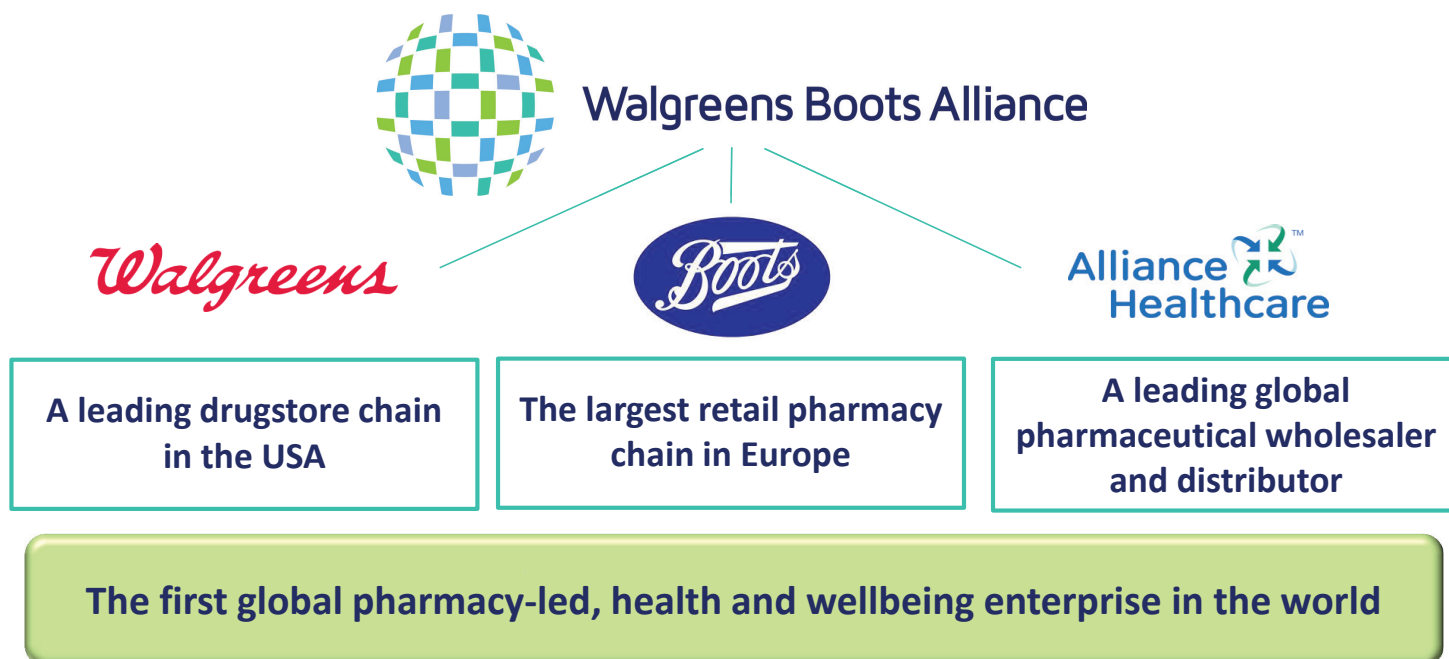 Walgreens Boots Alliance
Walgreens
Boots
Alliance
Healthcare
TM
A leading drugstore chain
in the USA
The largest retail pharmacy
chain in Europe
A leading global
pharmaceutical wholesaler
and distributor
The first global pharmacy-led, health and wellbeing enterprise in the world